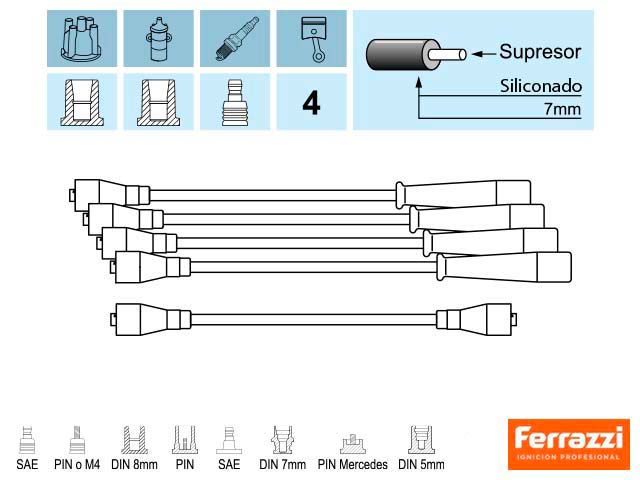 Supresor
Siliconado
4
7mm
SAE PIN o M4 DIN 8mm PIN SAE DIN 7mm PIN Mercedes DIN 5mm
Ferrazzi
IGNICION PROFESIONAL